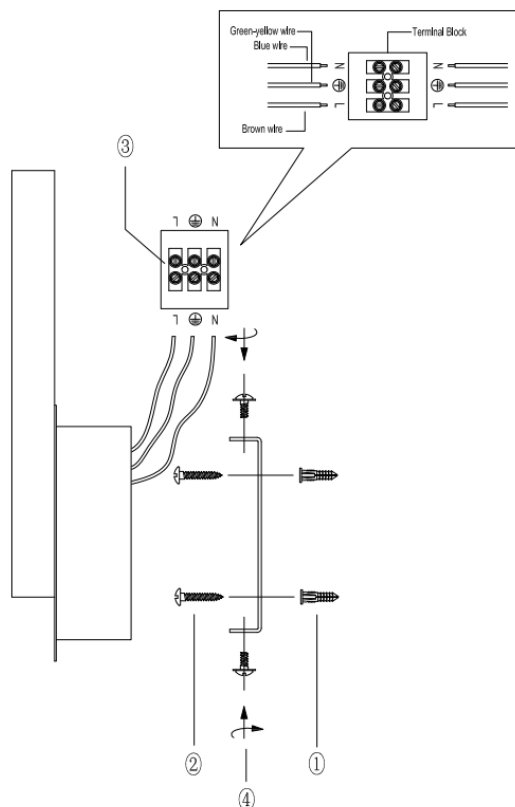 Green-yellow wire
Blue wire
Terminal Block
N N
L L
Brown wire
③
L N
L N
② ①
④